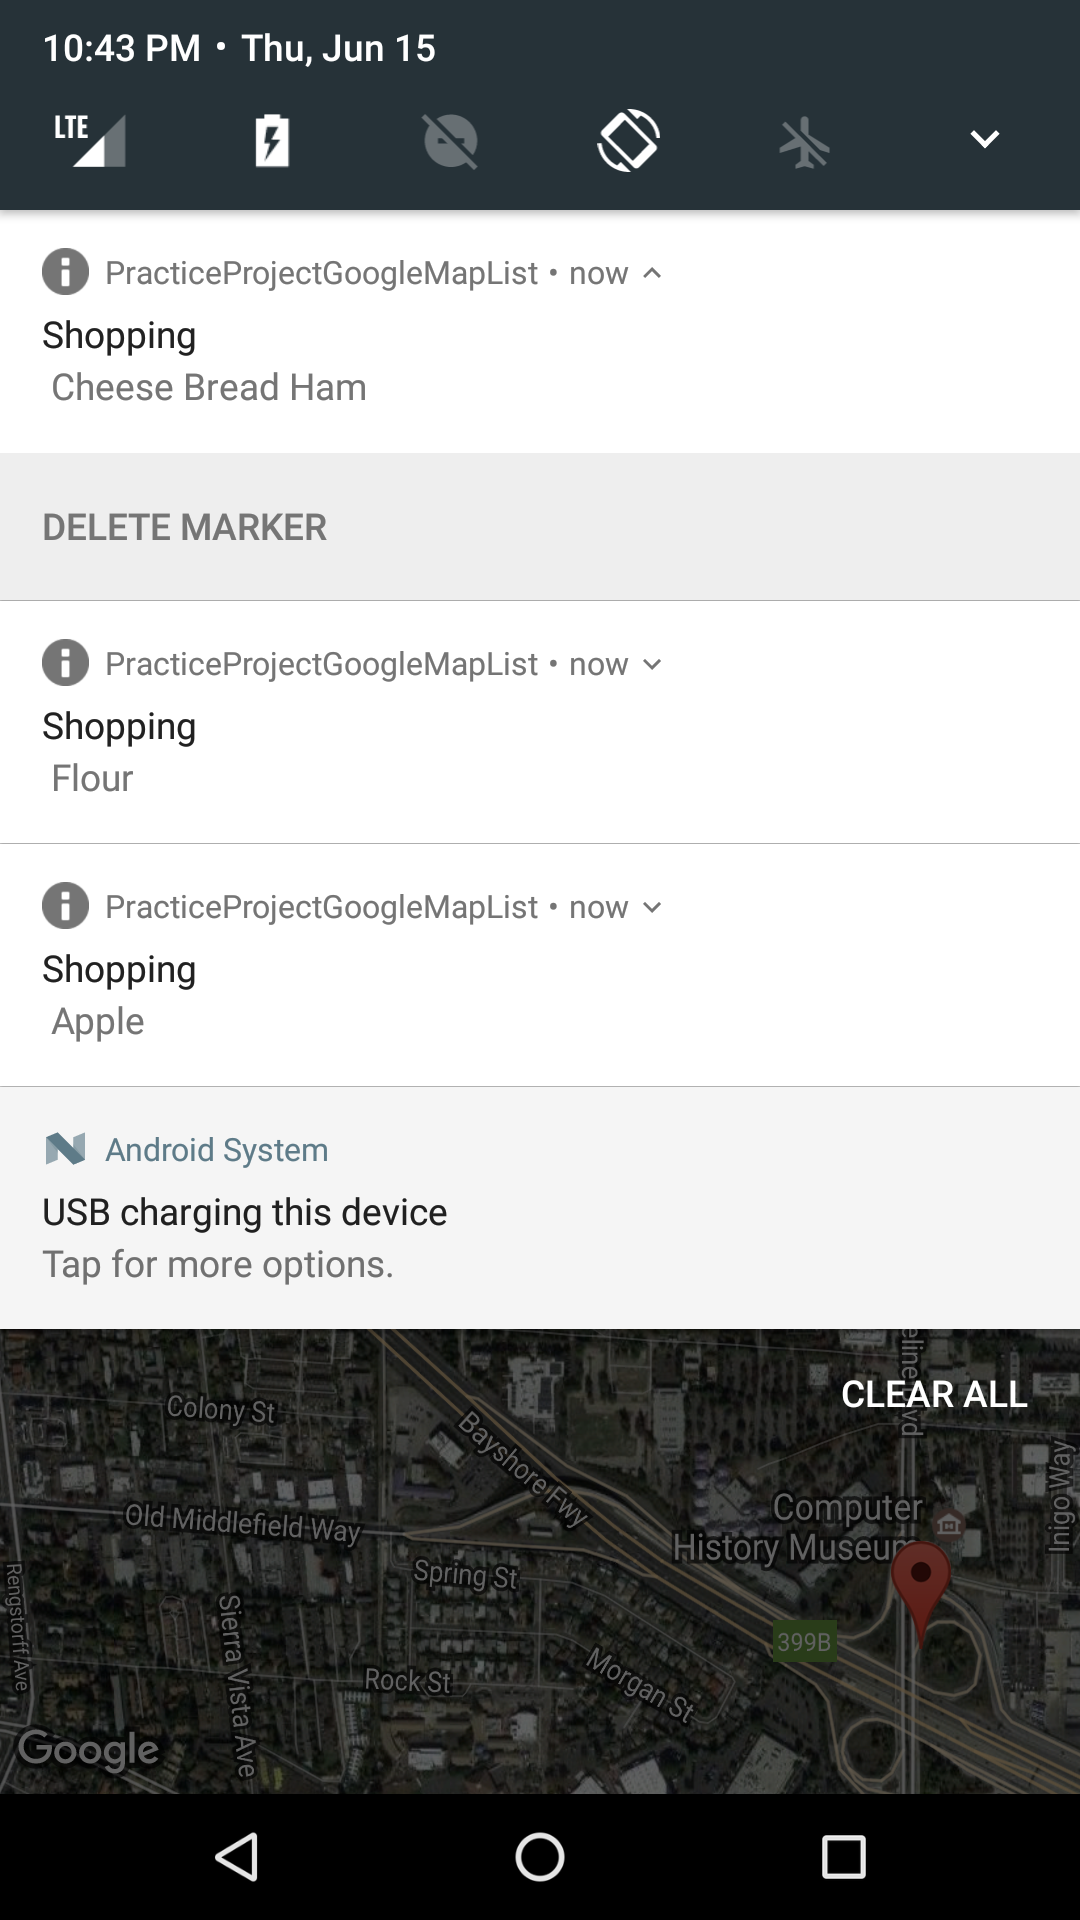 10:43 PM • Thu, Jun 15
LTE
PracticeProjectGoogleMapList • now
Shopping
Cheese Bread Ham
DELETE MARKER
PracticeProjectGoogleMapList • now
Shopping
Flour
PracticeProjectGoogleMapList • now
Shopping
Apple
Android System
USB charging this device
Tap for more options.
CLEAR ALL
eline vd
Colony St
Bayshore Fwy
Old Middlefield Way
Computer
History Museum
Inigo Way
Spring St
Rengstorff Ave
Sierra Vista Ave
399B
Morgan St
Rock St
Google